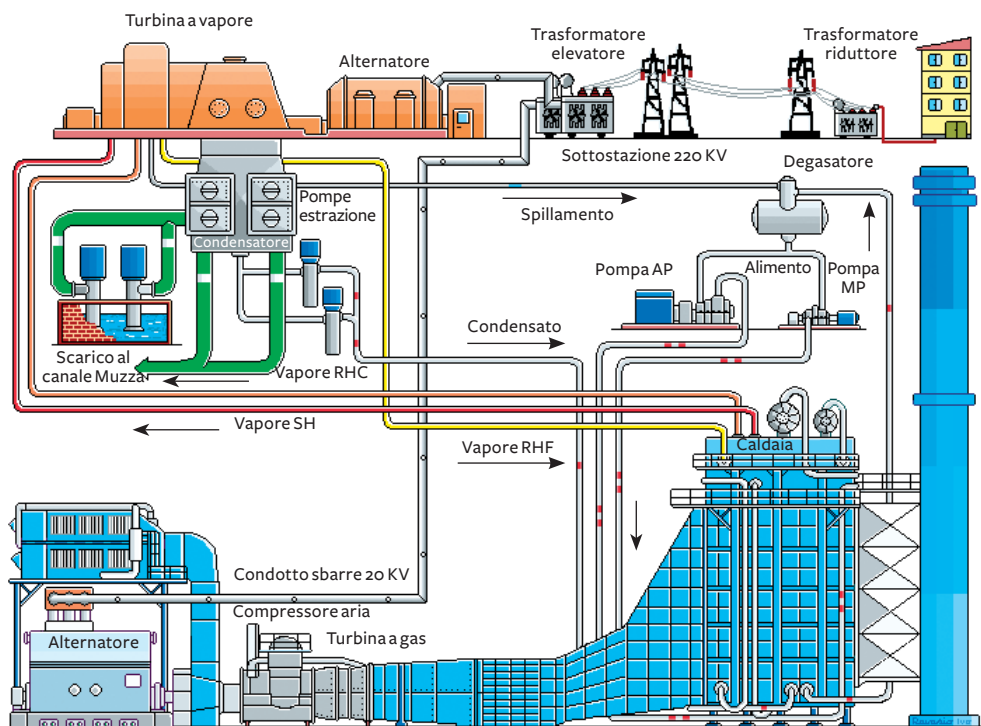 Turbina a vapore
Alternatore
Trasformatore
elevatore
Trasformatore
riduttore
Sottostazione 220 KV
Degasatore
Pompe
estrazione
Spillamento
Condensatore
Pompa AP
Alimento
Pompa
MP
Condensato
Scarico al
canale Muzza
Vapore RHC
Vapore SH
Caldaia
Vapore RHF
Condotto sbarre 20 KV
Compressore aria
Turbina a gas
Alternatore